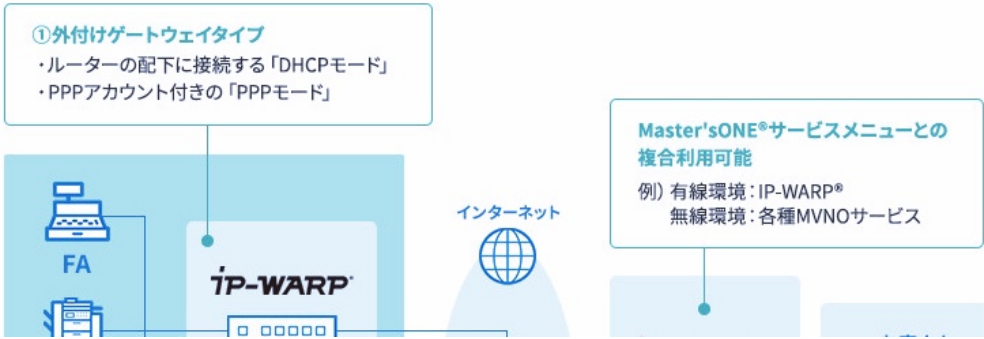 ①外付けゲートウェイタイプ
・ルーターの配下に接続する「DHCPモード」
・PPPアカウント付きの「PPPモード」
Master'sONE®サービスメニューとの
複合利用可能
例）有線環境：IP-WARP®
無線環境：各種MVNOサービス
インターネット
FA
iP-WARP®